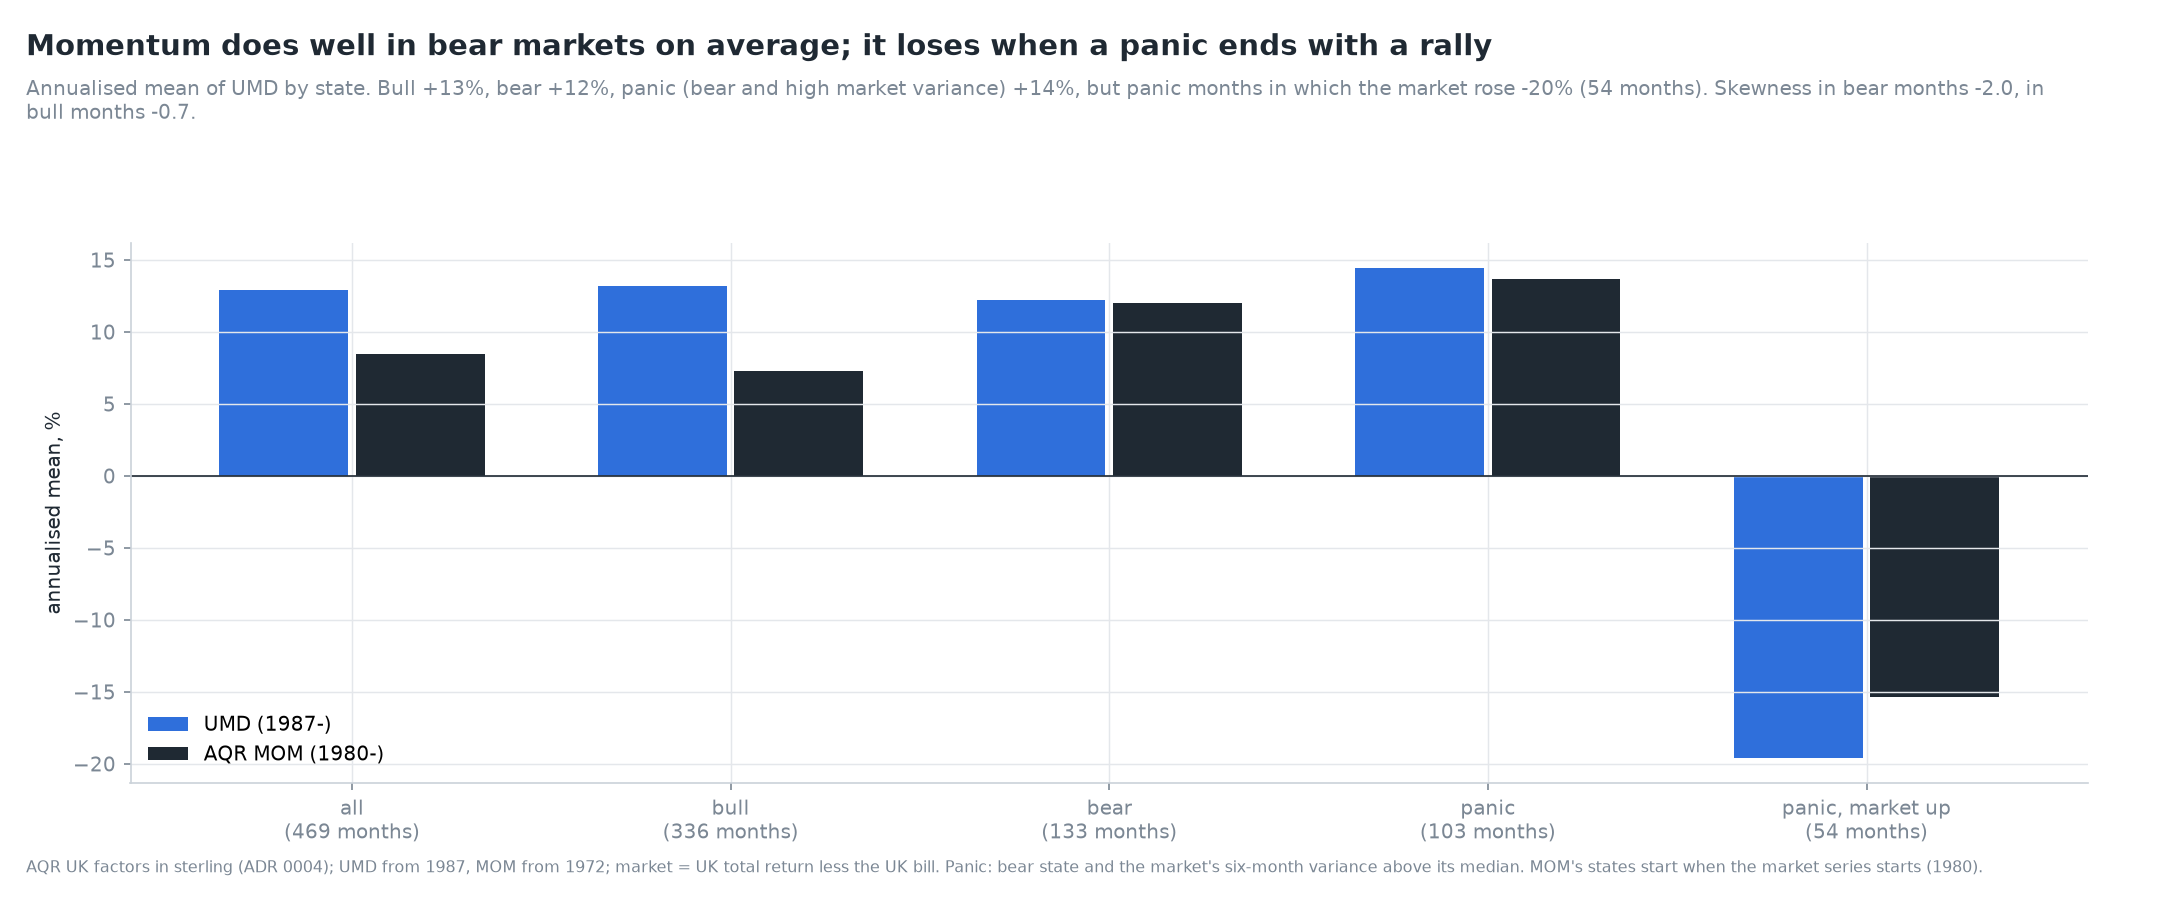 Momentum does well in bear markets on average; it loses when a panic ends with a rally
Annualised mean of UMD by state. Bull +13%, bear +12%, panic (bear and high market variance) +14%, but panic months in which the market rose -20% (54 months). Skewness in bear months -2.0, in
bull months -0.7.
annualised mean, %
15
10
5
0
−5
−10
−15
−20
UMD (1987-)
AQR MOM (1980-)
all
(469 months)
bull
(336 months)
bear
(133 months)
panic
(103 months)
panic, market up
(54 months)
AQR UK factors in sterling (ADR 0004); UMD from 1987, MOM from 1972; market = UK total return less the UK bill. Panic: bear state and the market's six-month variance above its median. MOM's states start when the market series starts (1980).